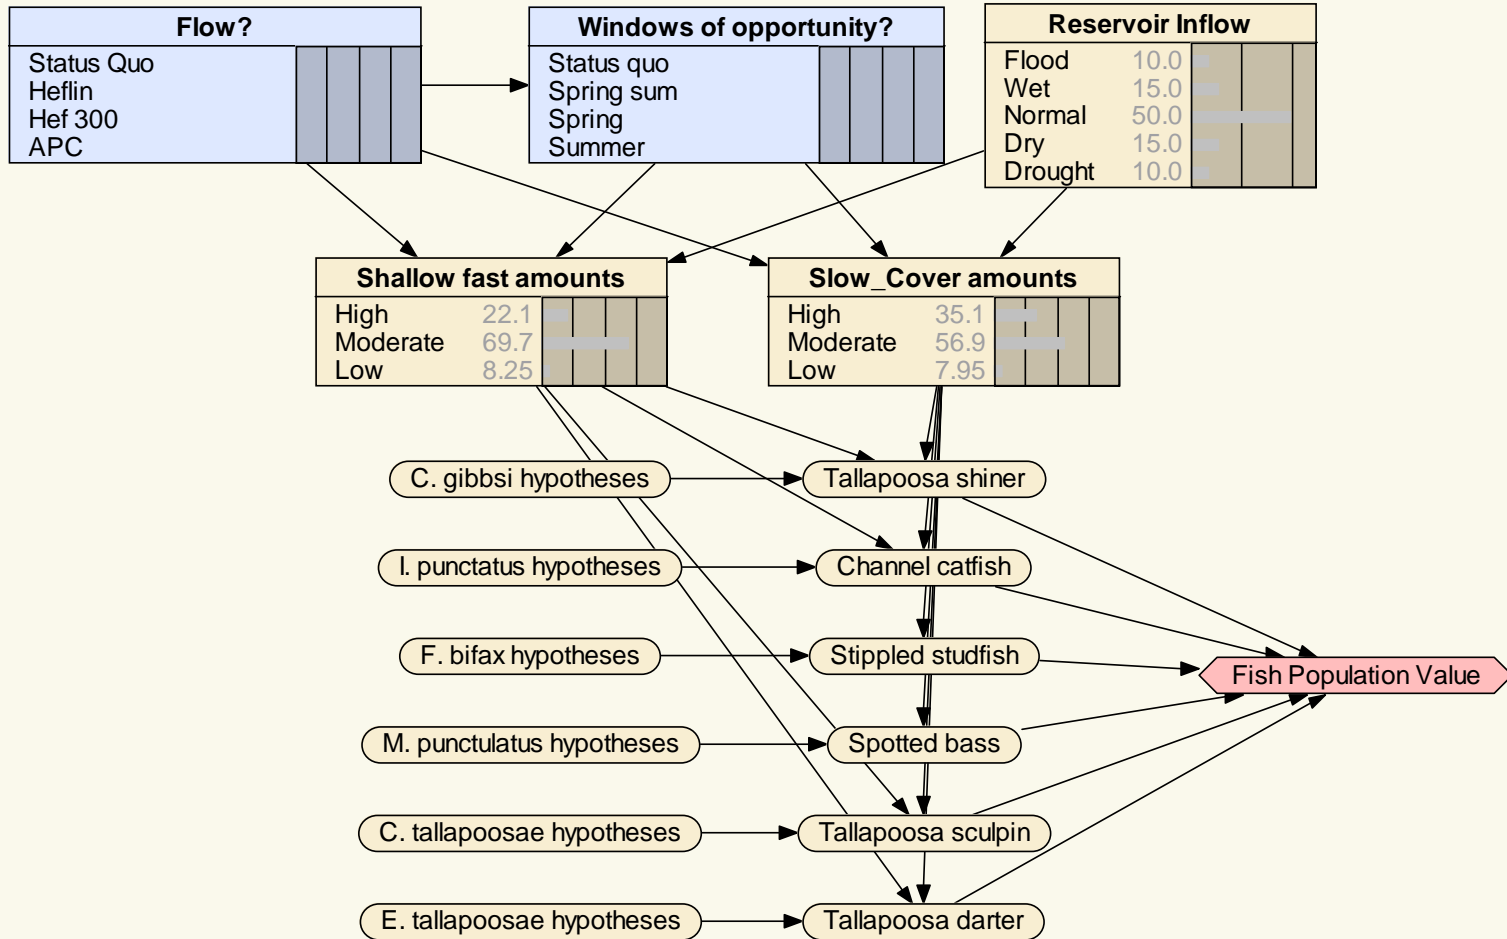 Flow?
Status Quo
Heflin
Hef 300
APC
Windows of opportunity?
Status quo
Spring sum
Spring
Summer
Reservoir Inflow
Flood 10.0
Wet 15.0
Normal 50.0
Dry 15.0
Drought 10.0
Shallow fast amounts
High 22.1
Moderate 69.7
Low 8.25
Slow_Cover amounts
High 35.1
Moderate 56.9
Low 7.95
C. gibbsi hypotheses
Tallapoosa shiner
I. punctatus hypotheses
Channel catfish
F. bifax hypotheses
Stippled studfish
Fish Population Value
M. punctulatus hypotheses
Spotted bass
C. tallapoosae hypotheses
Tallapoosa sculpin
E. tallapoosae hypotheses
Tallapoosa darter